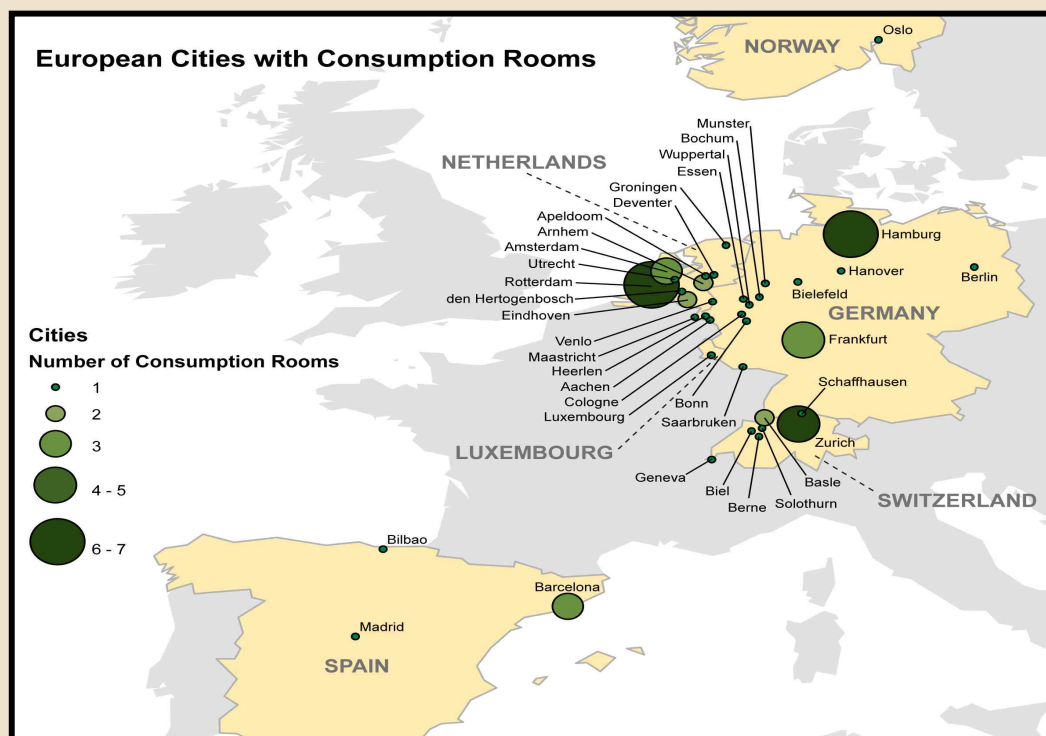 European Cities with Consumption Rooms
NORWAY
Oslo
NETHERLANDS
Munster
Bochum
Wuppertal
Essen
Groningen
Deventer
Apeldoom
Arnhem
Amsterdam
Utrecht
Rotterdam
den Hertogenbosch
Eindhoven
Hamburg
Hanover
Berlin
Bielefeld
GERMANY
Frankfurt
Venlo
Maastricht
Heerlen
Aachen
Cologne
Luxembourg
Bonn
Saarbruken
Schaffhausen
LUXEMBOURG
Zurich
Geneva
Biel
Berne
Solothurn
Basle
SWITZERLAND
Cities
Number of Consumption Rooms
1
2
3
4 - 5
6 - 7
Bilbao
Barcelona
Madrid
SPAIN